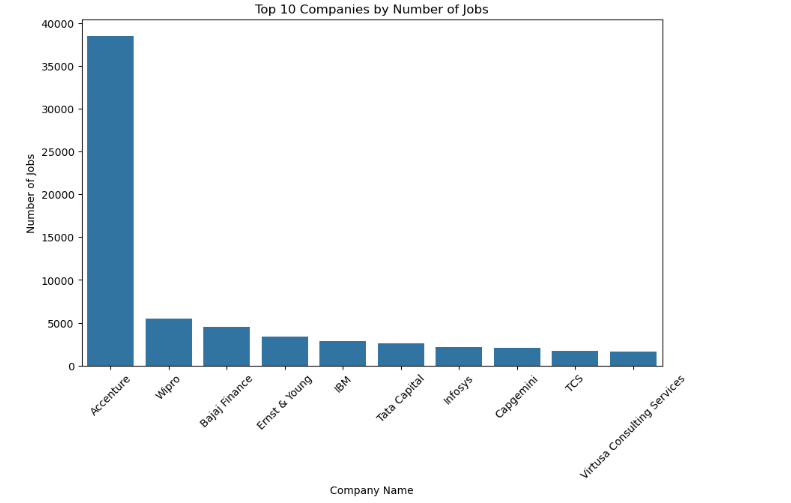 Top 10 Companies by Number of Jobs
40000
35000
30000
25000
20000
15000
10000
5000
0
Number of Jobs
Accenture
Wipro
Bajaj Finance
Ernst & Young
IBM
Tata Capital
Infosys
Capgemini
TCS
Virtusa Consulting Services
Company Name